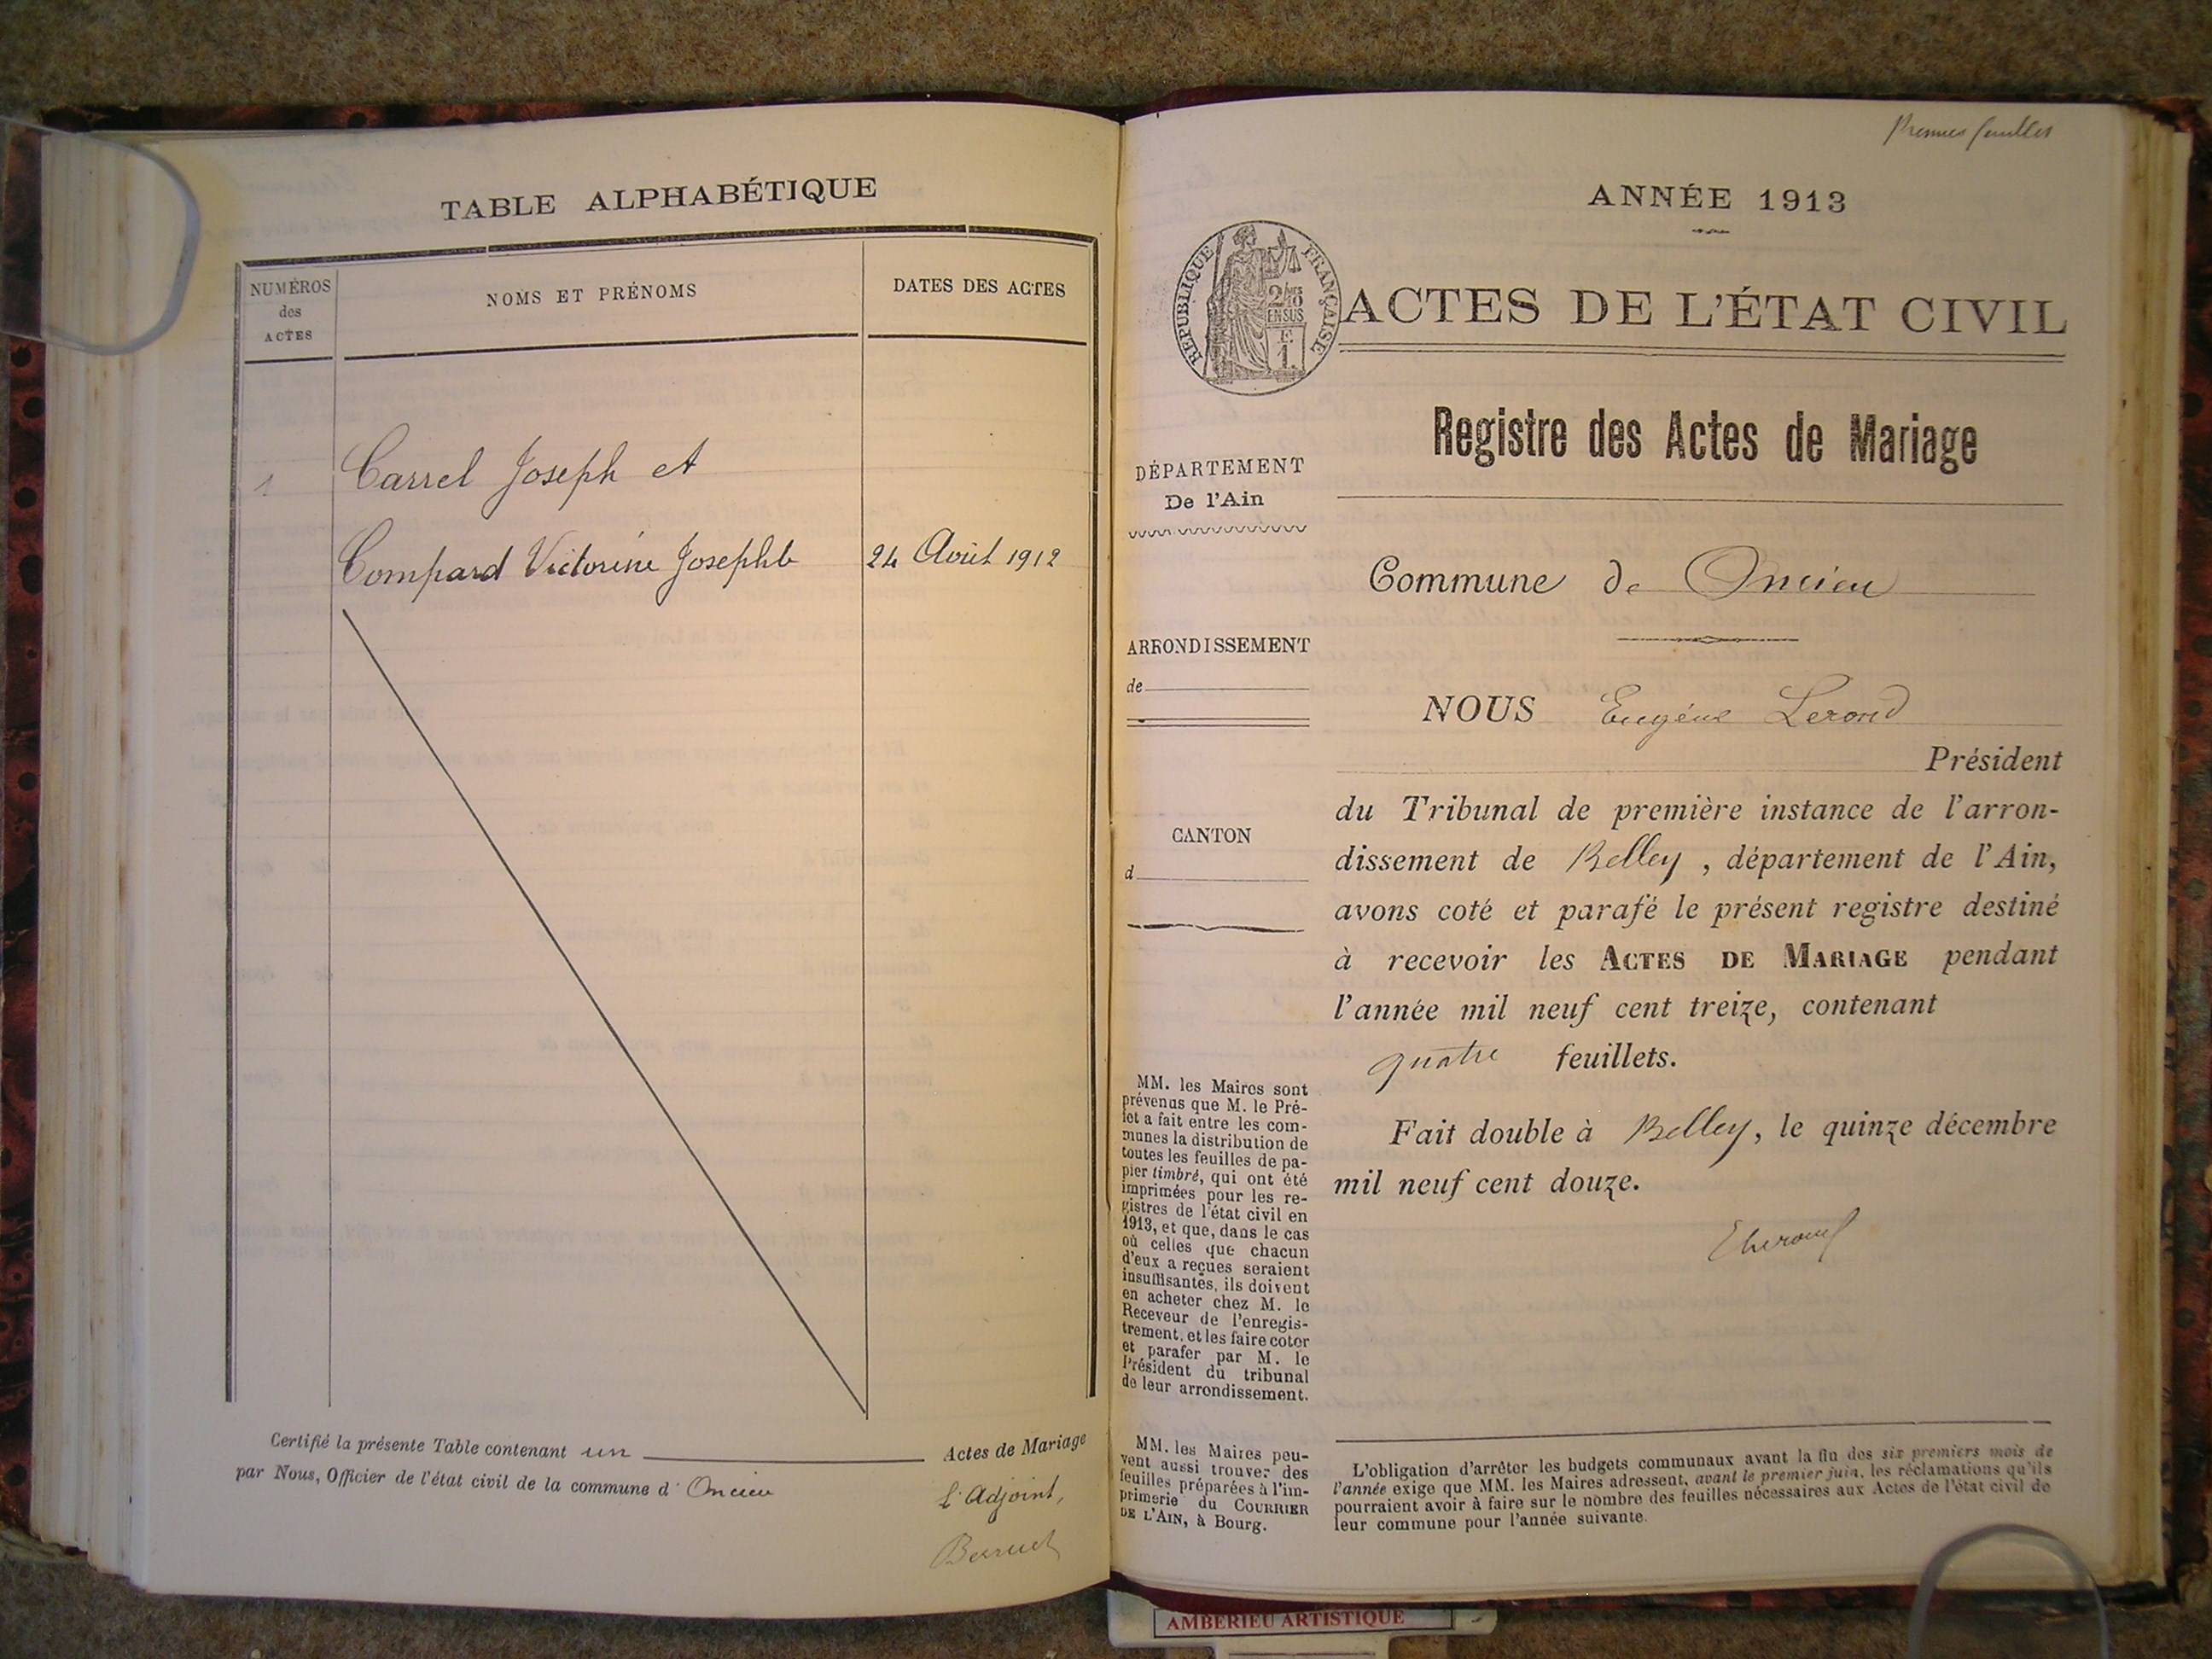 TABLE ALPHABÉTIQUE
NUMÉROS
des
ACTES
NOMS ET PRÉNOMS
DATES DES ACTES
1
Carrel Joseph et
Compard Victorine Josephte
24 Août 1912
Certifié la présente Table contenant un Actes de Mariage
par Nous, Officier de l'état civil de la commune d' Oncieu
L'Adjoint,
Premier feuillet
ANNÉE 1913
RÉPUBLIQUE FRANÇAISE
2/10
EN SUS
1
ACTES DE L'ÉTAT CIVIL
Registre des Actes de Mariage
DÉPARTEMENT
De l'Ain
Commune de Oncieu
ARRONDISSEMENT
de
NOUS Eugène Lerond
Président
du Tribunal de première instance de l'arron-
CANTON
d
dissement de Belley, département de l'Ain,
avons coté et parafé le présent registre destiné
à recevoir les ACTES DE MARIAGE pendant
l'année mil neuf cent treize, contenant
quatre feuillets.
Fait double à Belley, le quinze décembre
mil neuf cent douze.
MM. les Maires sont
prévenus que M. le Pré-
fet a fait entre les com-
munes la distribution de
toutes les feuilles de pa-
pier timbré, qui ont été
imprimées pour les re-
gistres de l'état civil en
1913, et que, dans le cas
où celles que chacun
d'eux a reçues seraient
insuffisantes, ils doivent
en acheter chez M. le
Receveur de l'enregis-
trement, et les faire coter
et parafer par M. le
Président du tribunal
de leur arrondissement.
MM. les Maires peu-
vent aussi trouver des
feuilles préparées à l'im-
primerie du COURRIER
DE L'AIN, à Bourg.
L'obligation d'arrêter les budgets communaux avant la fin des six premiers mois de
l'année exige que MM. les Maires adressent, avant le premier juin, les réclamations qu'ils
pourraient avoir à faire sur le nombre des feuilles nécessaires aux Actes de l'état civil de
leur commune pour l'année suivante.
AMBERIEU ARTISTIQUE